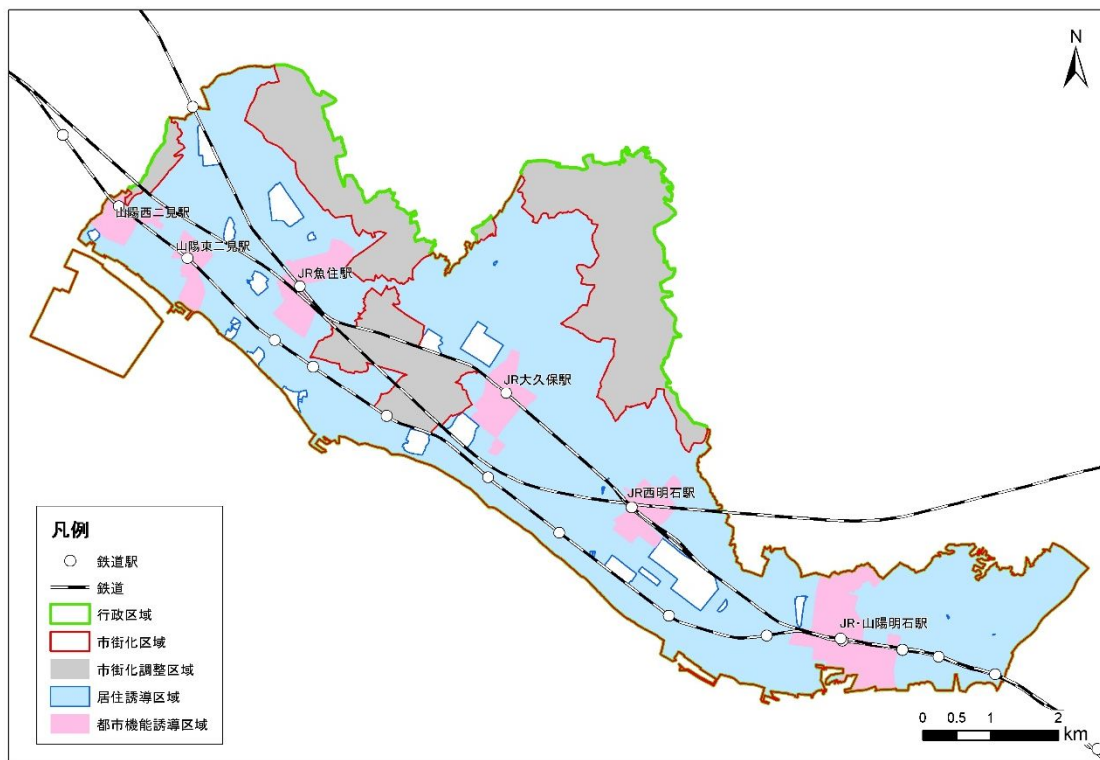 N
山陽西二見駅
山陽東二見駅
JR魚住駅
JR大久保駅
JR西明石駅
JR・山陽明石駅
凡例
鉄道駅
鉄道
行政区域
市街化区域
市街化調整区域
居住誘導区域
都市機能誘導区域
0 0.5 1 2
km